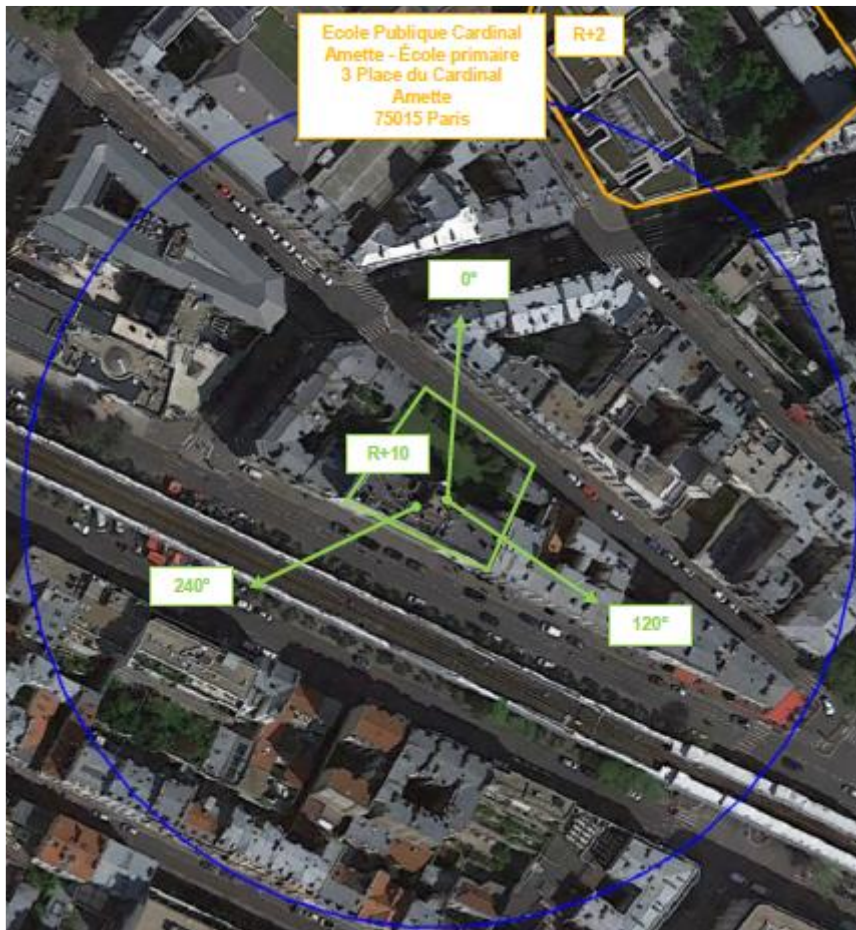 Ecole Publique Cardinal
Amette - École primaire
3 Place du Cardinal
Amette
75015 Paris
R+2
0°
R+10
240°
120°